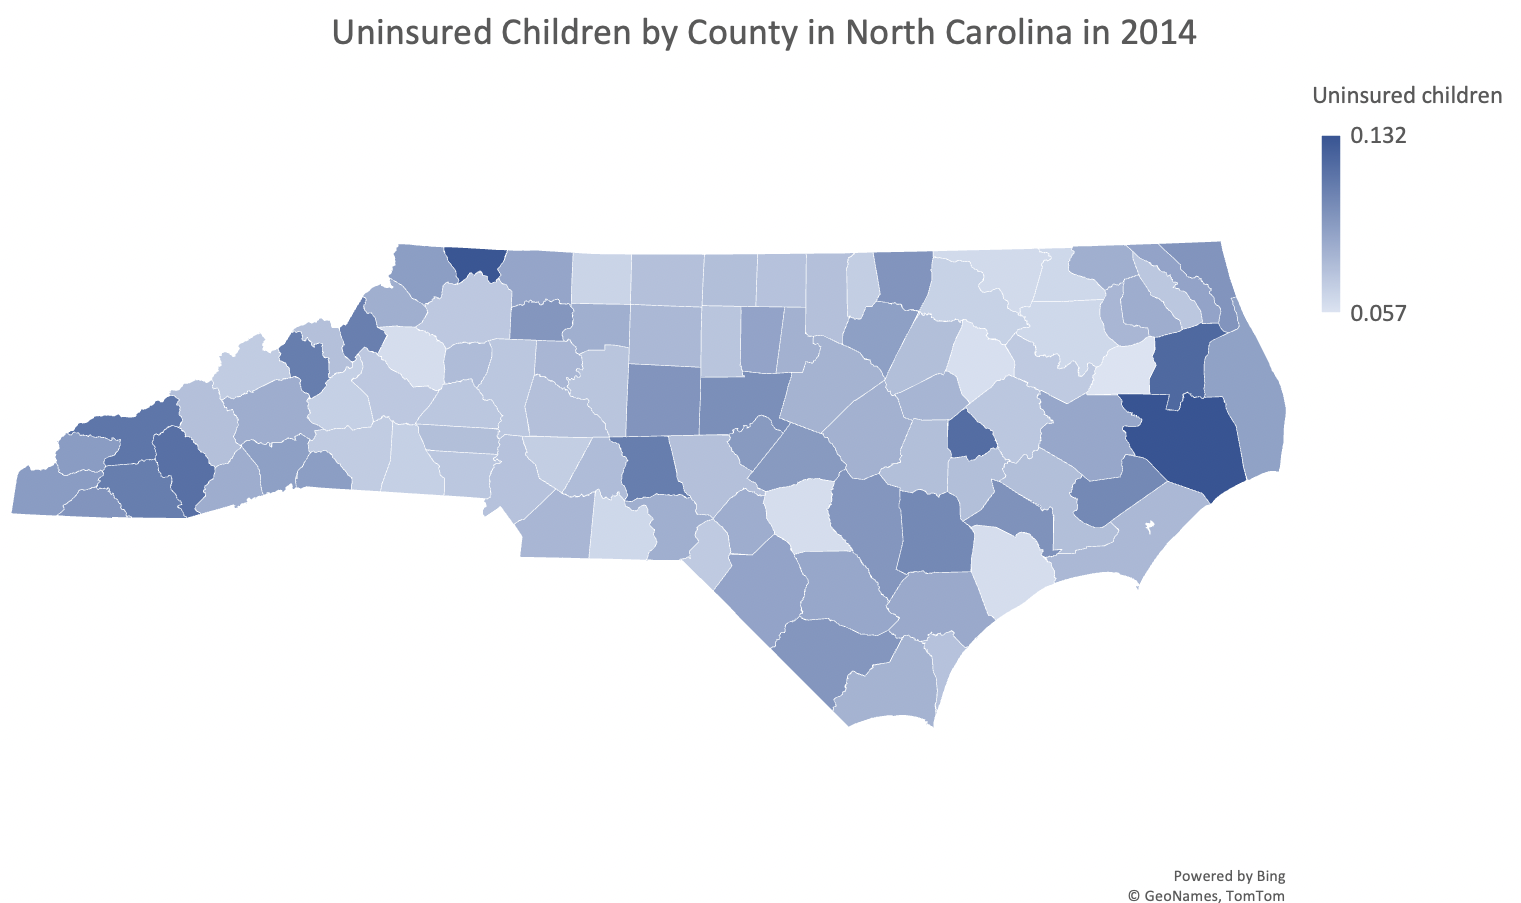 Uninsured Children by County in North Carolina in 2014
Uninsured children
0.132
0.057
Powered by Bing
© GeoNames, TomTom